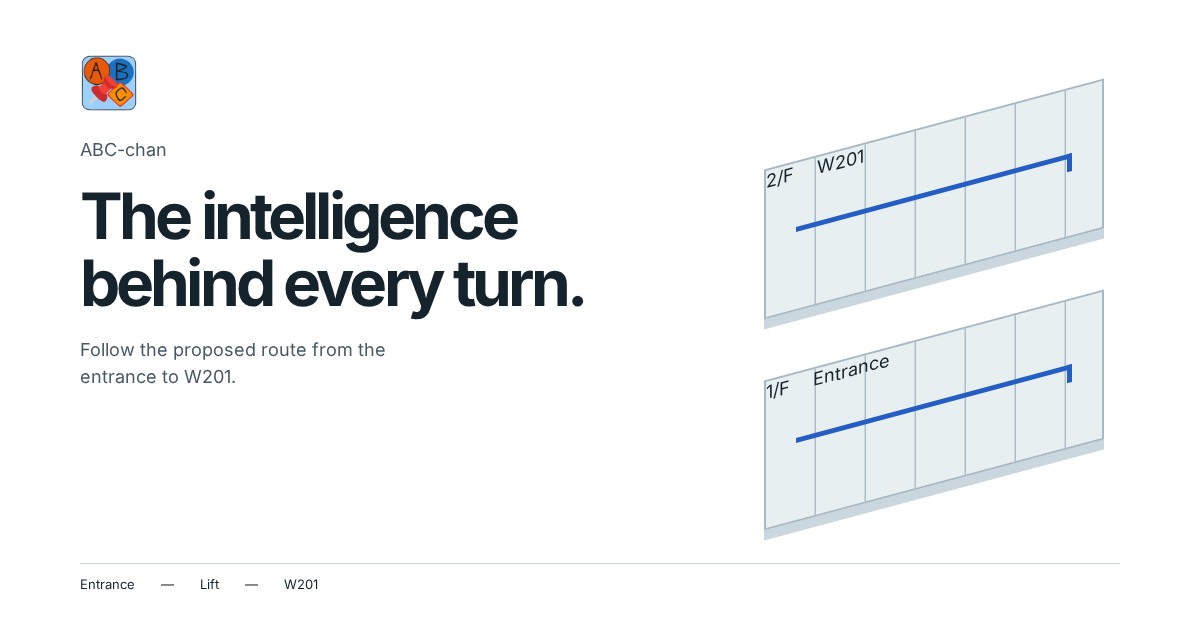 A B
C
ABC-chan
The intelligence
behind every turn.
Follow the proposed route from the
entrance to W201.
2/F W201
1/F Entrance
Entrance — Lift — W201